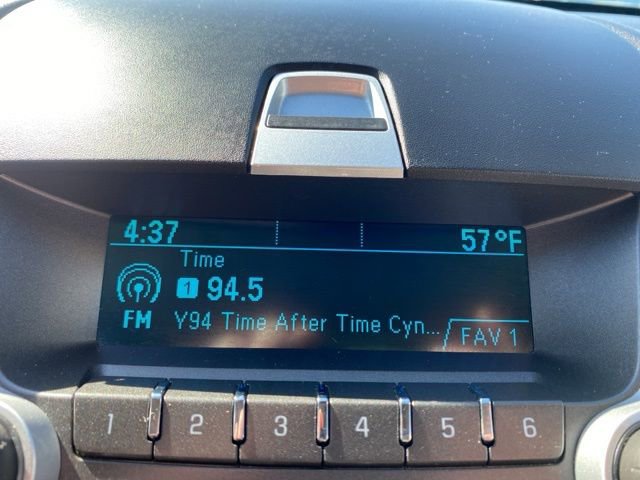 4:37 57°F
Time
1 94.5
FM Y94 Time After Time Cyn... FAV 1
1 2 3 4 5 6